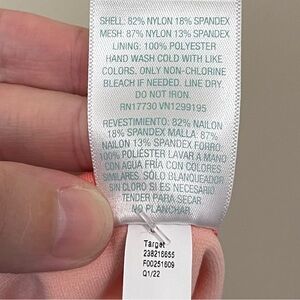 SHELL: 82% NYLON 18% SPANDEX
MESH: 87% NYLON 13% SPANDEX
LINING: 100% POLYESTER
HAND WASH COLD WITH LIKE
COLORS. ONLY NON-CHLORINE
BLEACH IF NEEDED. LINE DRY.
DO NOT IRON.
RN17730 VN1299195
REVESTIMIENTO: 82% NAILON
18% SPANDEX MALLA: 87%
NAILON 13% SPANDEX FORRO:
100% POLIÉSTER LAVAR A MANO
CON AGUA FRÍA CON COLORES
SIMILARES. SÓLO BLANQUEADOR
SIN CLORO SI ES NECESARIO
TENDER PARA SECAR
NO PLANCHAR.
Target
238216655
F00251609
Q1/22